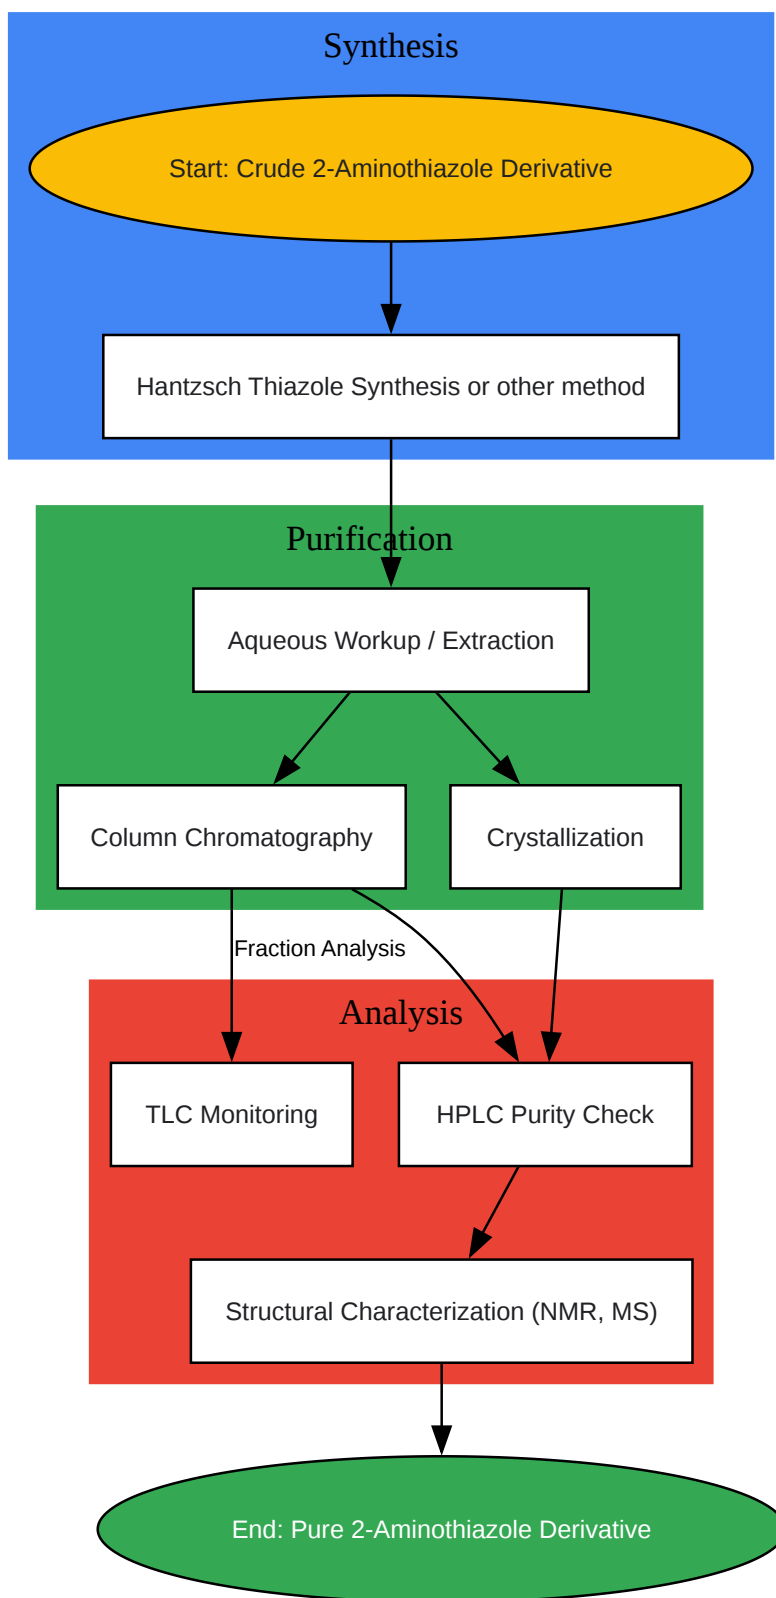 Synthesis
Start: Crude 2-Aminothiazole Derivative
Hantzsch Thiazole Synthesis or other method
Purification
Aqueous Workup / Extraction
Column Chromatography
Crystallization
Fraction Analysis
Analysis
TLC Monitoring
HPLC Purity Check
Structural Characterization (NMR, MS)
End: Pure 2-Aminothiazole Derivative